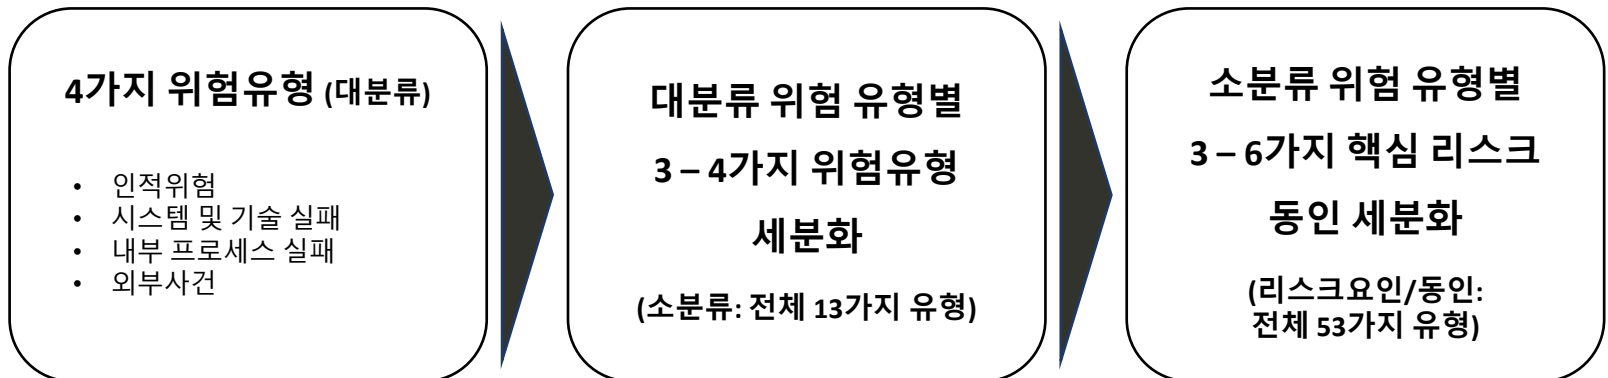 4가지 위험유형 (대분류)
• 인적위험
• 시스템 및 기술 실패
• 내부 프로세스 실패
• 외부사건
대분류 위험 유형별
3 – 4가지 위험유형
세분화
(소분류: 전체 13가지 유형)
소분류 위험 유형별
3 – 6가지 핵심 리스크
동인 세분화
(리스크요인/동인:
전체 53가지 유형)